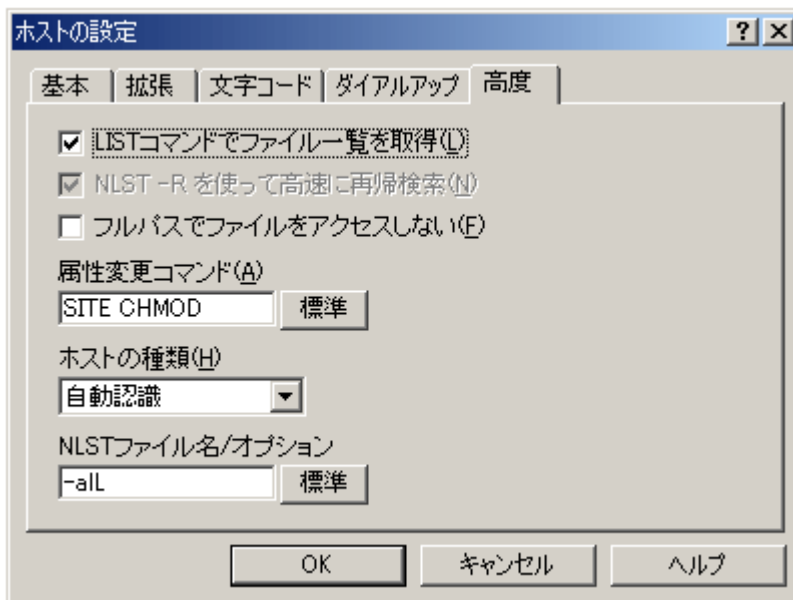 ホストの設定
基本 拡張 文字コード ダイアルアップ 高度
LISTコマンドでファイル一覧を取得(L)
NLST -R を使って高速に再帰検索(N)
フルパスでファイルをアクセスしない(F)
属性変更コマンド(A)
SITE CHMOD 標準
ホストの種類(H)
自動認識
NLSTファイル名/オプション
-alL 標準
OK キャンセル ヘルプ